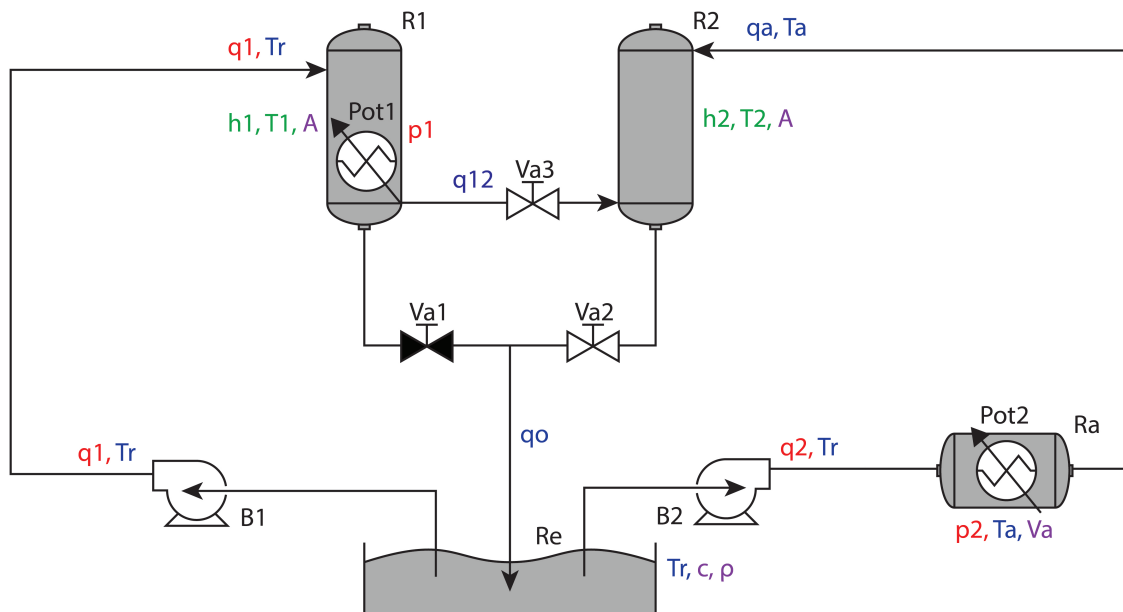 R1
R2
qa, Ta
q1, Tr
Pot1
h1, T1, A
p1
h2, T2, A
Va3
q12
Va1
Va2
qo
Pot2
Ra
q1, Tr
q2, Tr
B1
B2
Re
p2, Ta, Va
Tr, c, ρ